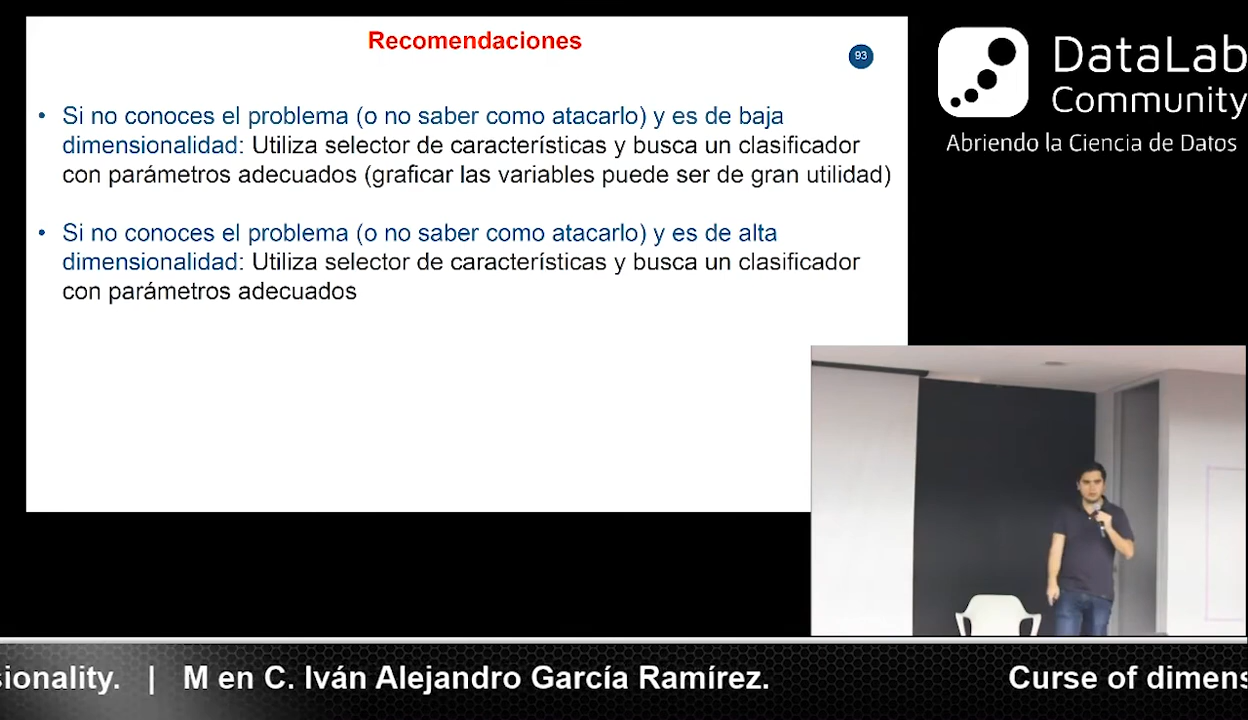 Recomendaciones
93
• Si no conoces el problema (o no saber como atacarlo) y es de baja
dimensionalidad: Utiliza selector de características y busca un clasificador
con parámetros adecuados (graficar las variables puede ser de gran utilidad)
• Si no conoces el problema (o no saber como atacarlo) y es de alta
dimensionalidad: Utiliza selector de características y busca un clasificador
con parámetros adecuados
DataLab
Community
Abriendo la Ciencia de Datos
sionality. | M en C. Iván Alejandro García Ramírez. Curse of dimens